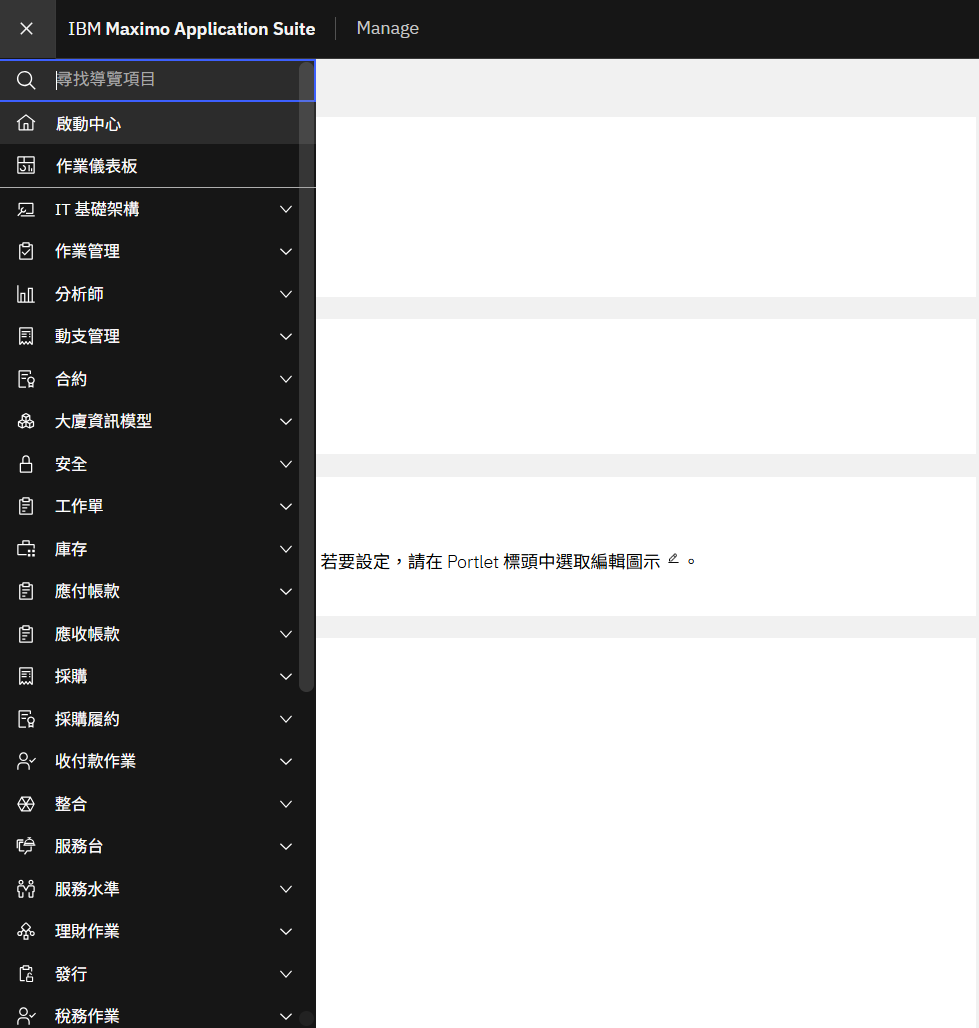 IBM Maximo Application Suite
Manage
尋找導覽項目
啟動中心
作業儀表板
IT 基礎架構
作業管理
分析師
動支管理
合約
大廈資訊模型
安全
工作單
庫存
若要設定，請在 Portlet 標頭中選取編輯圖示 。
應付帳款
應收帳款
採購
採購履約
收付款作業
整合
服務台
服務水準
理財作業
發行
稅務作業